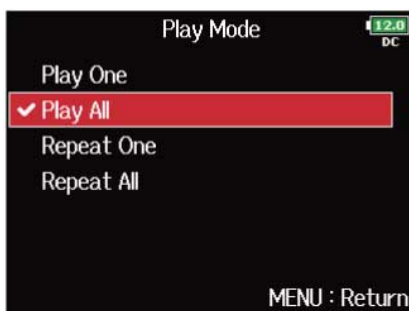 Play Mode
12.0
DC
Play One
Play All
Repeat One
Repeat All
MENU : Return